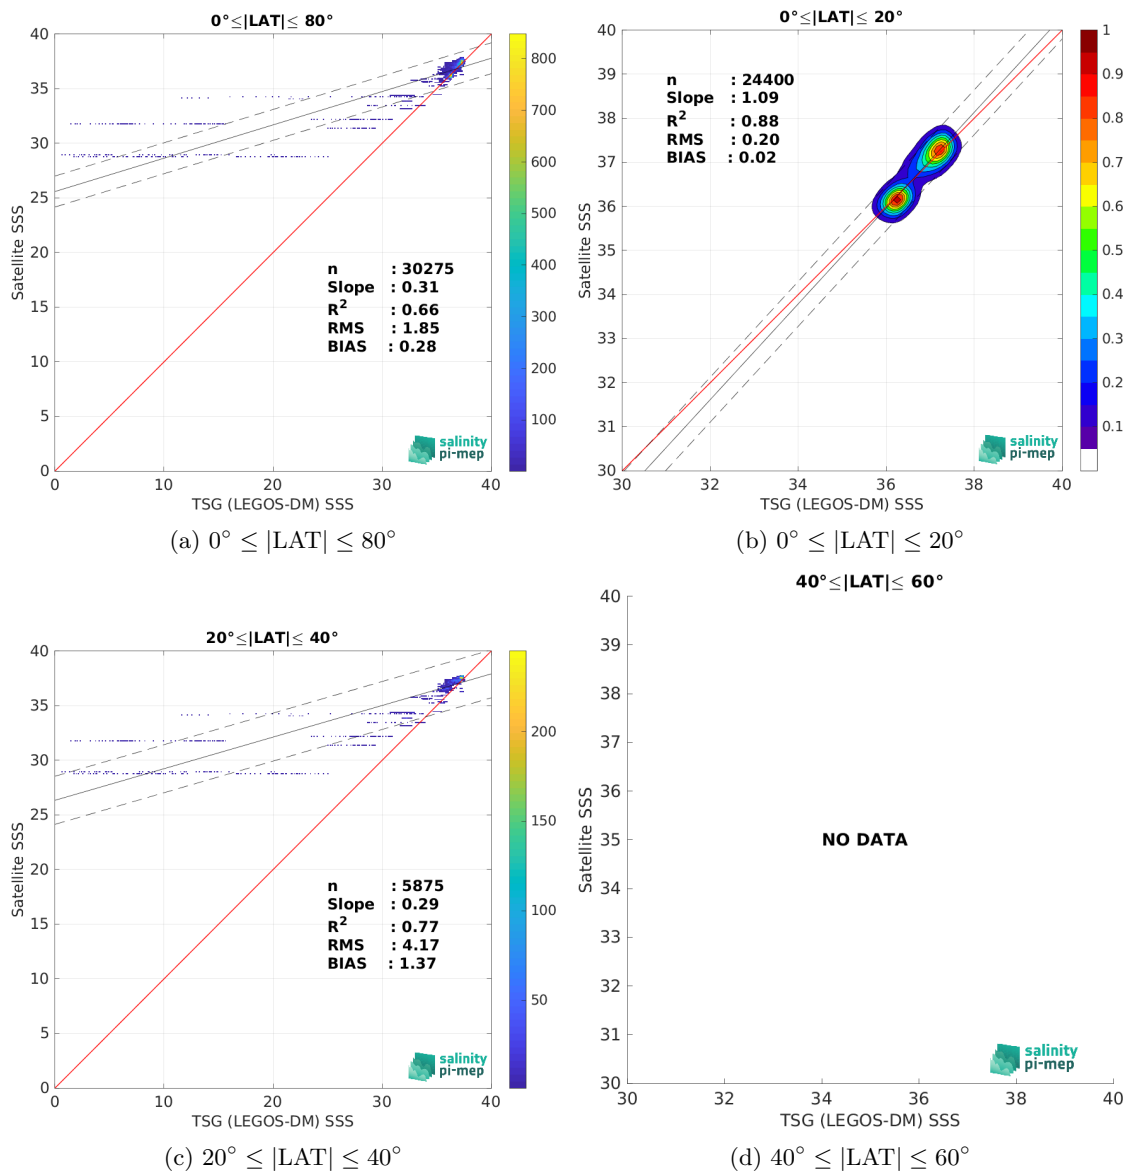 0°≤|LAT|≤ 80°
40
35
30
25
20
15
10
5
0
Satellite SSS
n : 30275
Slope : 0.31
R² : 0.66
RMS : 1.85
BIAS : 0.28
salinity
pi-mep
0 10 20 30 40
TSG (LEGOS-DM) SSS
800
700
600
500
400
300
200
100
(a) 0° ≤ |LAT| ≤ 80°
0°≤|LAT|≤ 20°
40
39
38
37
36
35
34
33
32
31
30
Satellite SSS
n : 24400
Slope : 1.09
R² : 0.88
RMS : 0.20
BIAS : 0.02
salinity
pi-mep
30 32 34 36 38 40
TSG (LEGOS-DM) SSS
1
0.9
0.8
0.7
0.6
0.5
0.4
0.3
0.2
0.1
(b) 0° ≤ |LAT| ≤ 20°
20°≤|LAT|≤ 40°
40
35
30
25
20
15
10
5
0
Satellite SSS
n : 5875
Slope : 0.29
R² : 0.77
RMS : 4.17
BIAS : 1.37
salinity
pi-mep
0 10 20 30 40
TSG (LEGOS-DM) SSS
200
150
100
50
(c) 20° ≤ |LAT| ≤ 40°
40°≤|LAT|≤ 60°
40
39
38
37
36
35
34
33
32
31
30
Satellite SSS
NO DATA
salinity
pi-mep
30 32 34 36 38 40
TSG (LEGOS-DM) SSS
(d) 40° ≤ |LAT| ≤ 60°